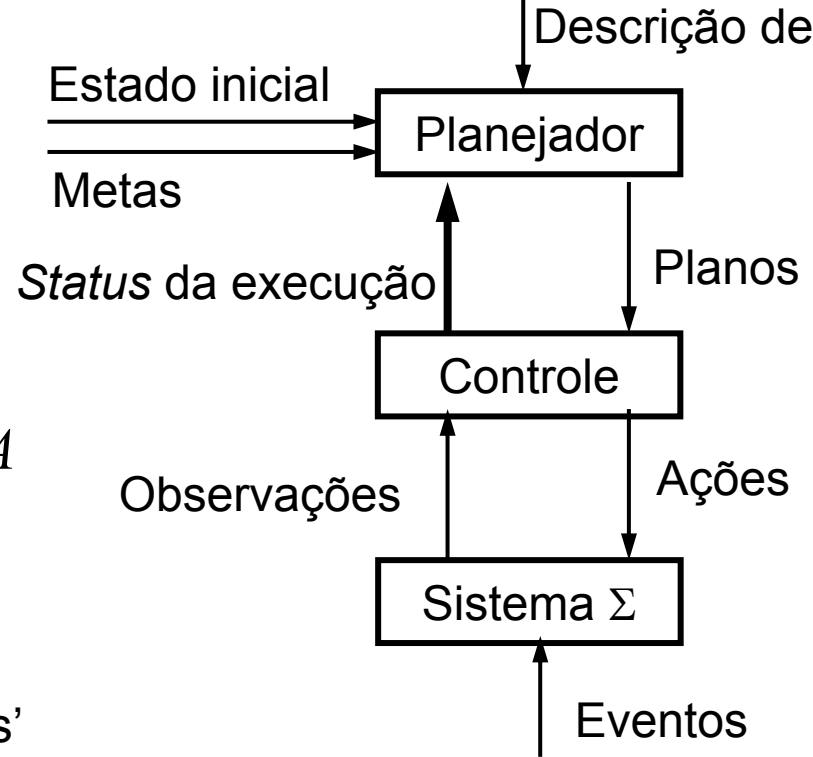 Descrição de
Estado inicial
Planejador
Metas
Status da execução
Planos
Controle
A
Observações
Ações
Sistema Σ
s’
Eventos